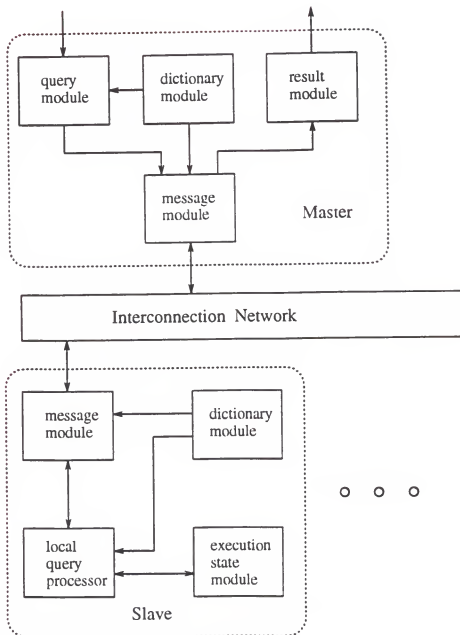 query
module
dictionary
module
result
module
message
module
Master
Interconnection Network
message
module
dictionary
module
local
query
processor
execution
state
module
Slave